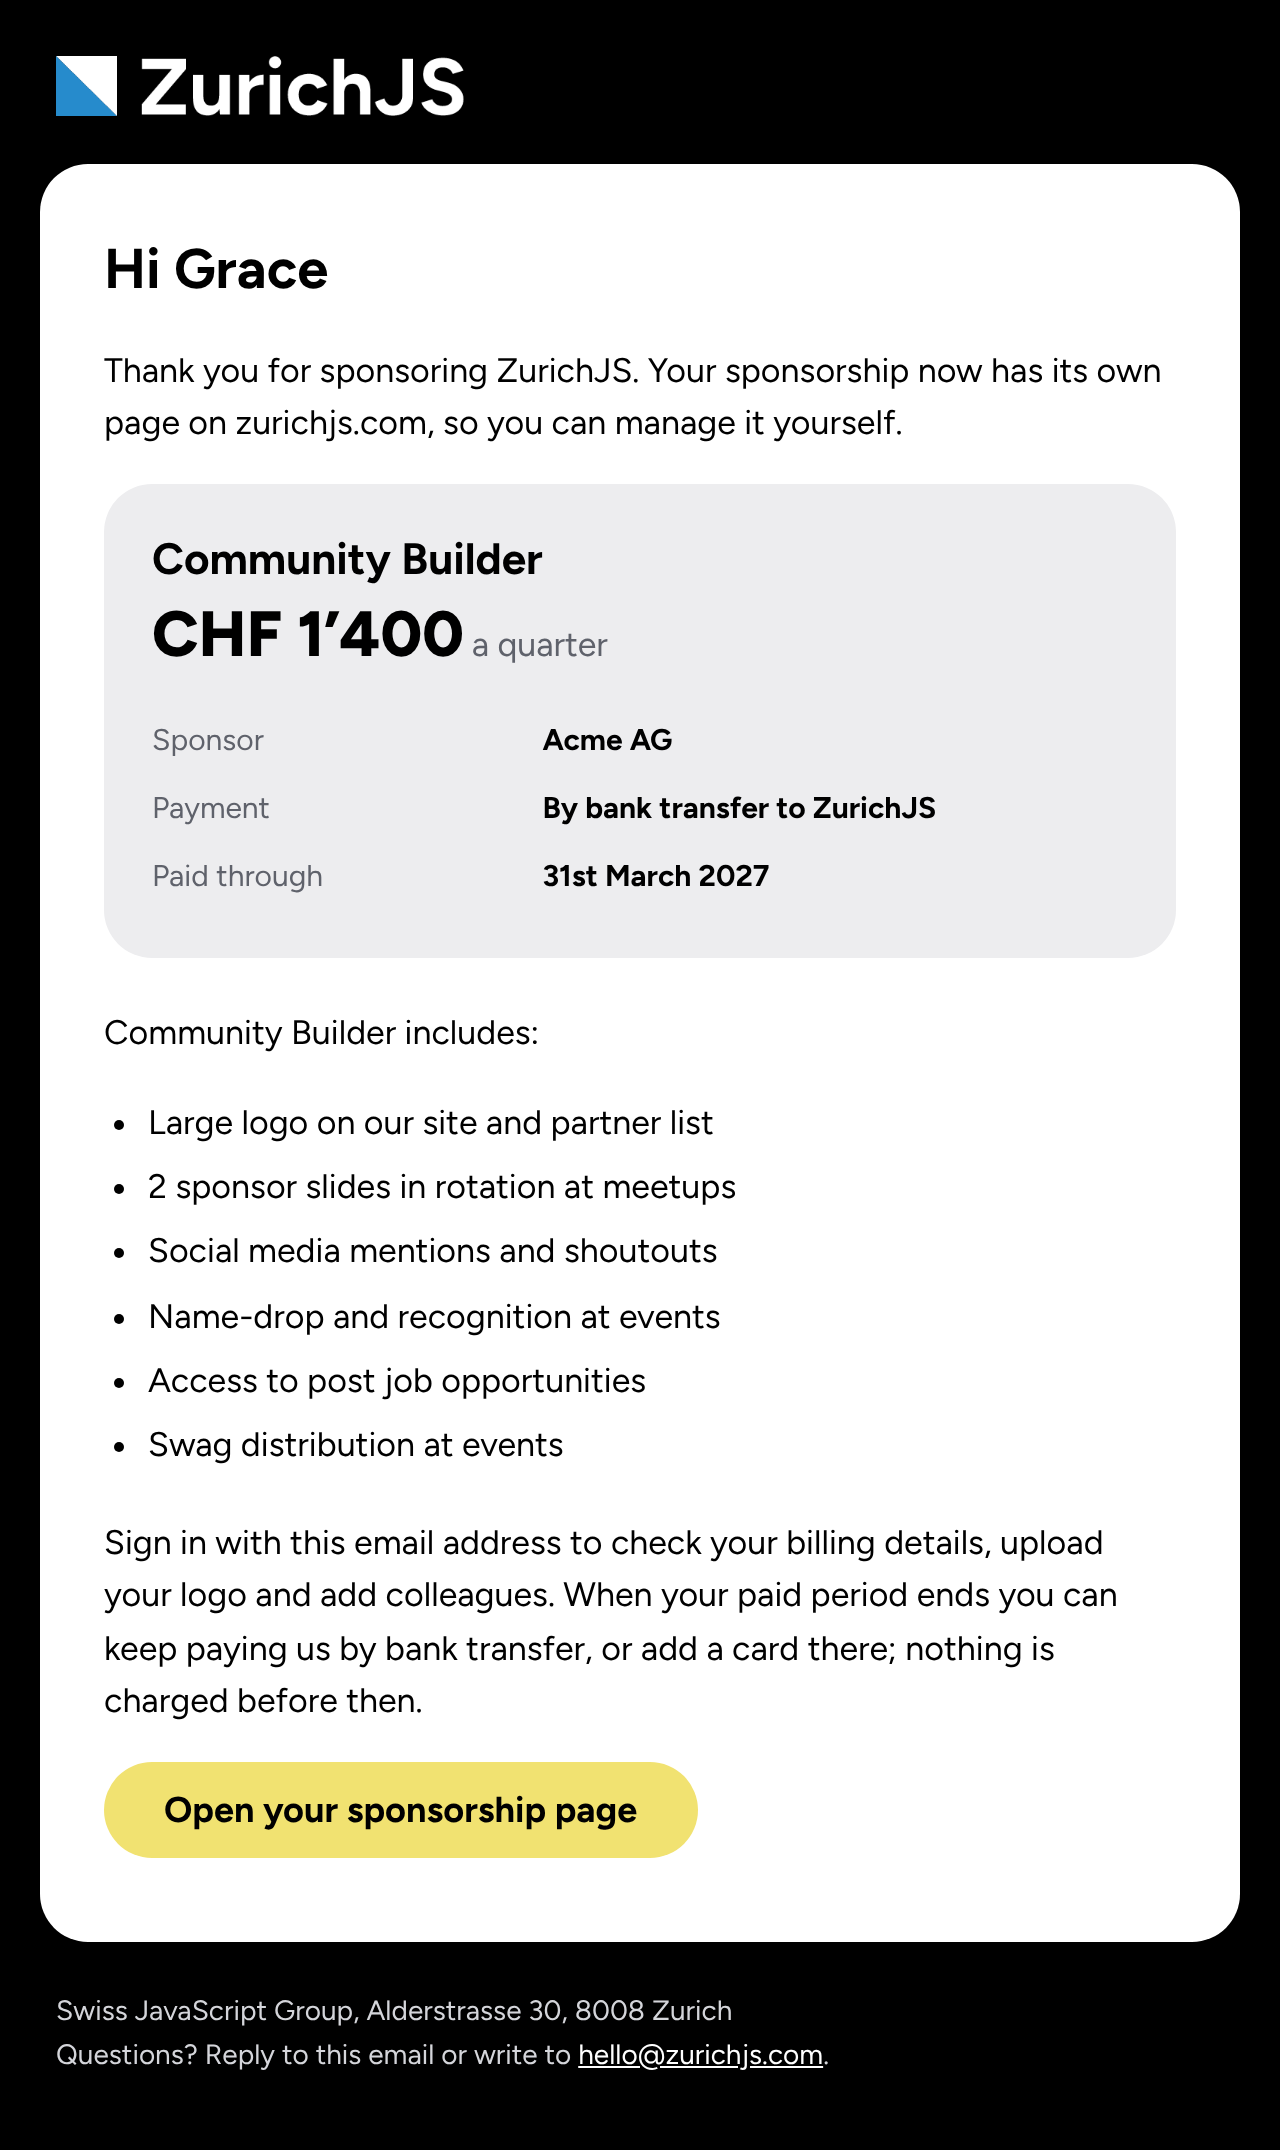 ZurichJS
Hi Grace
Thank you for sponsoring ZurichJS. Your sponsorship now has its own
page on zurichjs.com, so you can manage it yourself.
Community Builder
CHF 1’400 a quarter
Sponsor Acme AG
Payment By bank transfer to ZurichJS
Paid through 31st March 2027
Community Builder includes:
• Large logo on our site and partner list
• 2 sponsor slides in rotation at meetups
• Social media mentions and shoutouts
• Name-drop and recognition at events
• Access to post job opportunities
• Swag distribution at events
Sign in with this email address to check your billing details, upload
your logo and add colleagues. When your paid period ends you can
keep paying us by bank transfer, or add a card there; nothing is
charged before then.
Open your sponsorship page
Swiss JavaScript Group, Alderstrasse 30, 8008 Zurich
Questions? Reply to this email or write to hello@zurichjs.com.